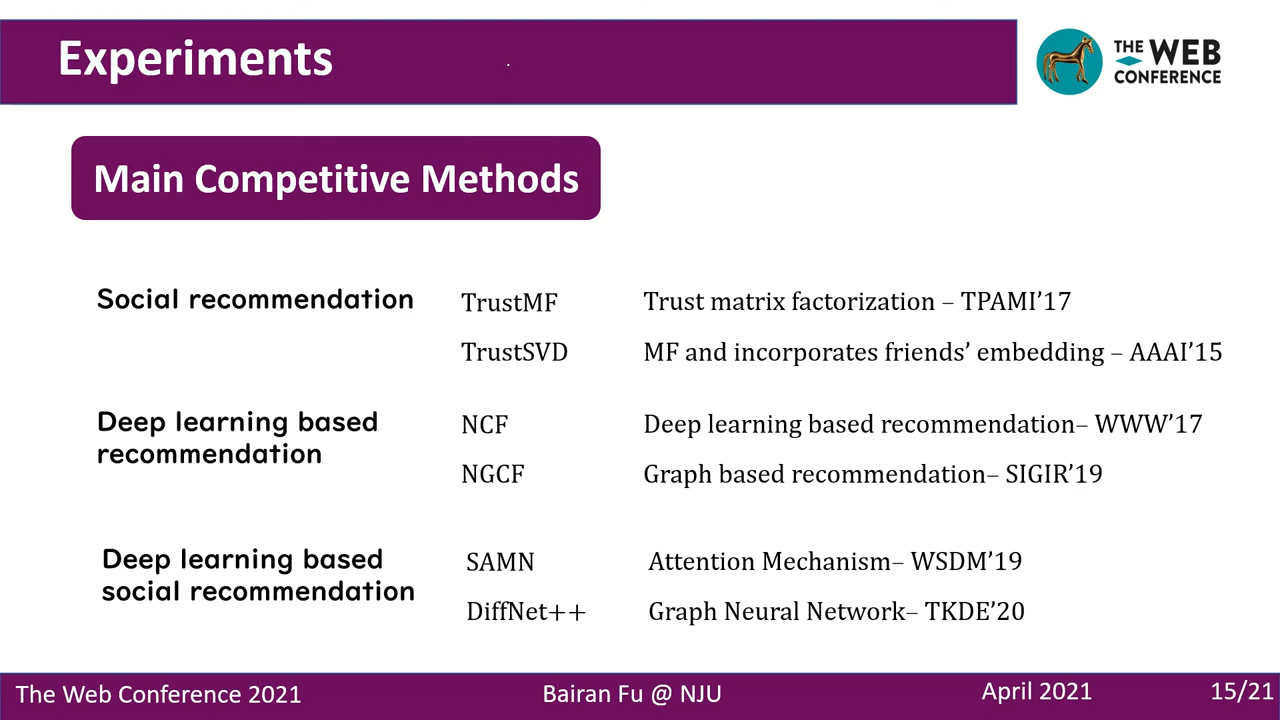 Experiments
THE WEB
CONFERENCE
Main Competitive Methods
Social recommendation
TrustMF Trust matrix factorization – TPAMI’17
TrustSVD MF and incorporates friends’ embedding – AAAI’15
Deep learning based
recommendation
NCF Deep learning based recommendation– WWW’17
NGCF Graph based recommendation– SIGIR’19
Deep learning based
social recommendation
SAMN Attention Mechanism– WSDM’19
DiffNet++ Graph Neural Network– TKDE’20
The Web Conference 2021 Bairan Fu @ NJU April 2021 15/21